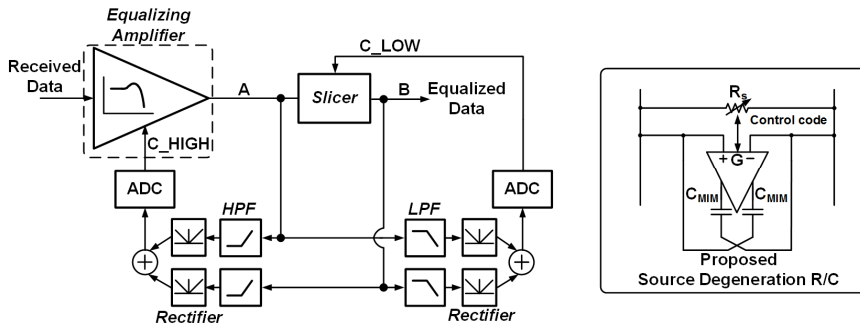 Equalizing
Amplifier
Received
Data
C_HIGH
A
Slicer
B
C_LOW
Equalized
Data
ADC
ADC
HPF
LPF
+
+
Rectifier
Rectifier
Rs
Control code
+ G −
CMIM
CMIM
Proposed
Source Degeneration R/C